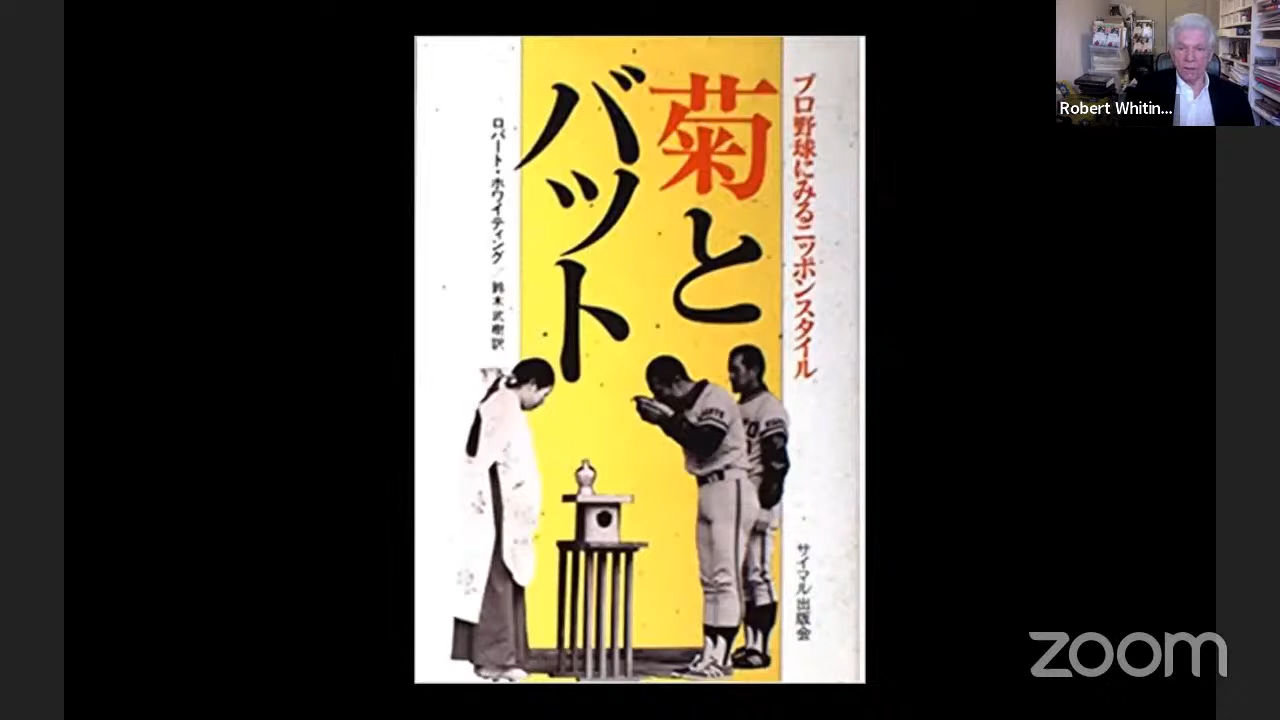 プロ野球にみるニッポンスタイル
菊と
バット
ロバート・ホワイティング/鈴木武樹訳
サイマル出版会
Robert Whitin...
zoom